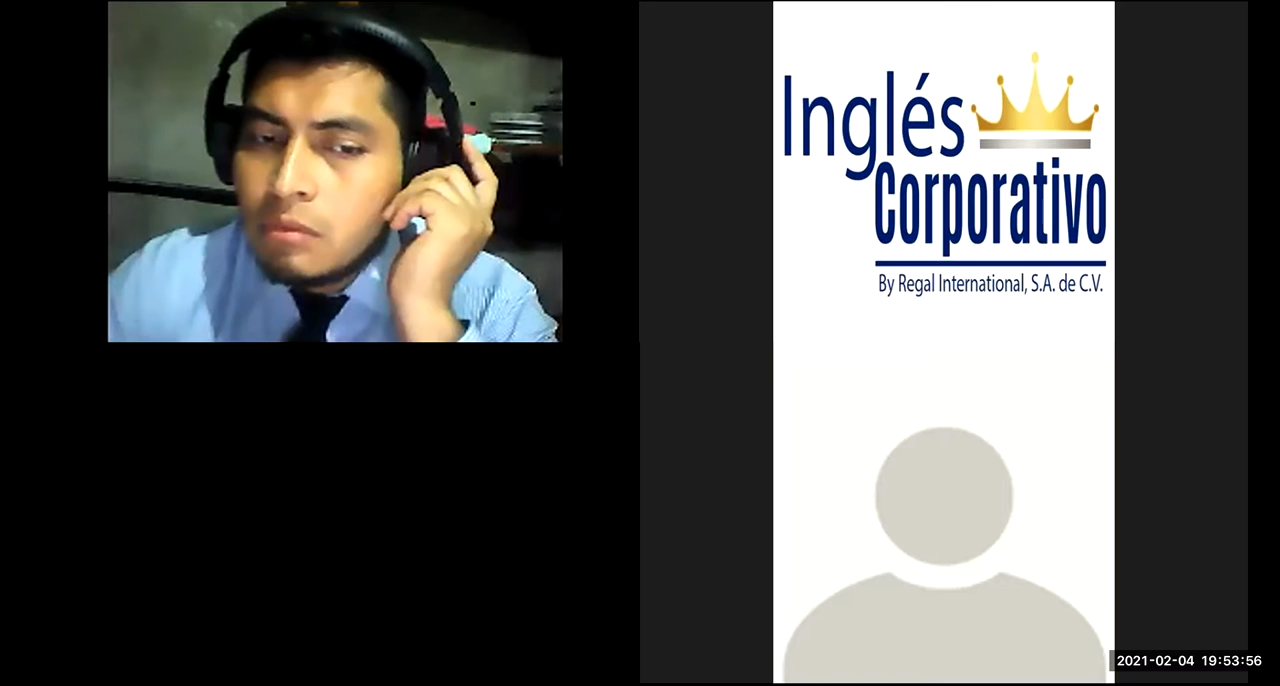 Inglés
Corporativo
By Regal International, S.A. de C.V.
2021-02-04 19:53:56